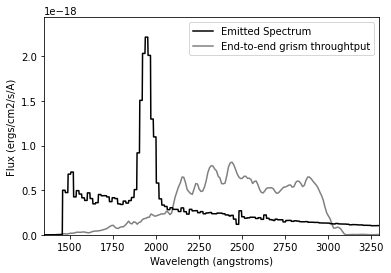 1e−18
Emitted Spectrum
End-to-end grism throughtput
Flux (ergs/cm2/s/A)
2.0
1.5
1.0
0.5
0.0
1500 1750 2000 2250 2500 2750 3000 3250
Wavelength (angstroms)